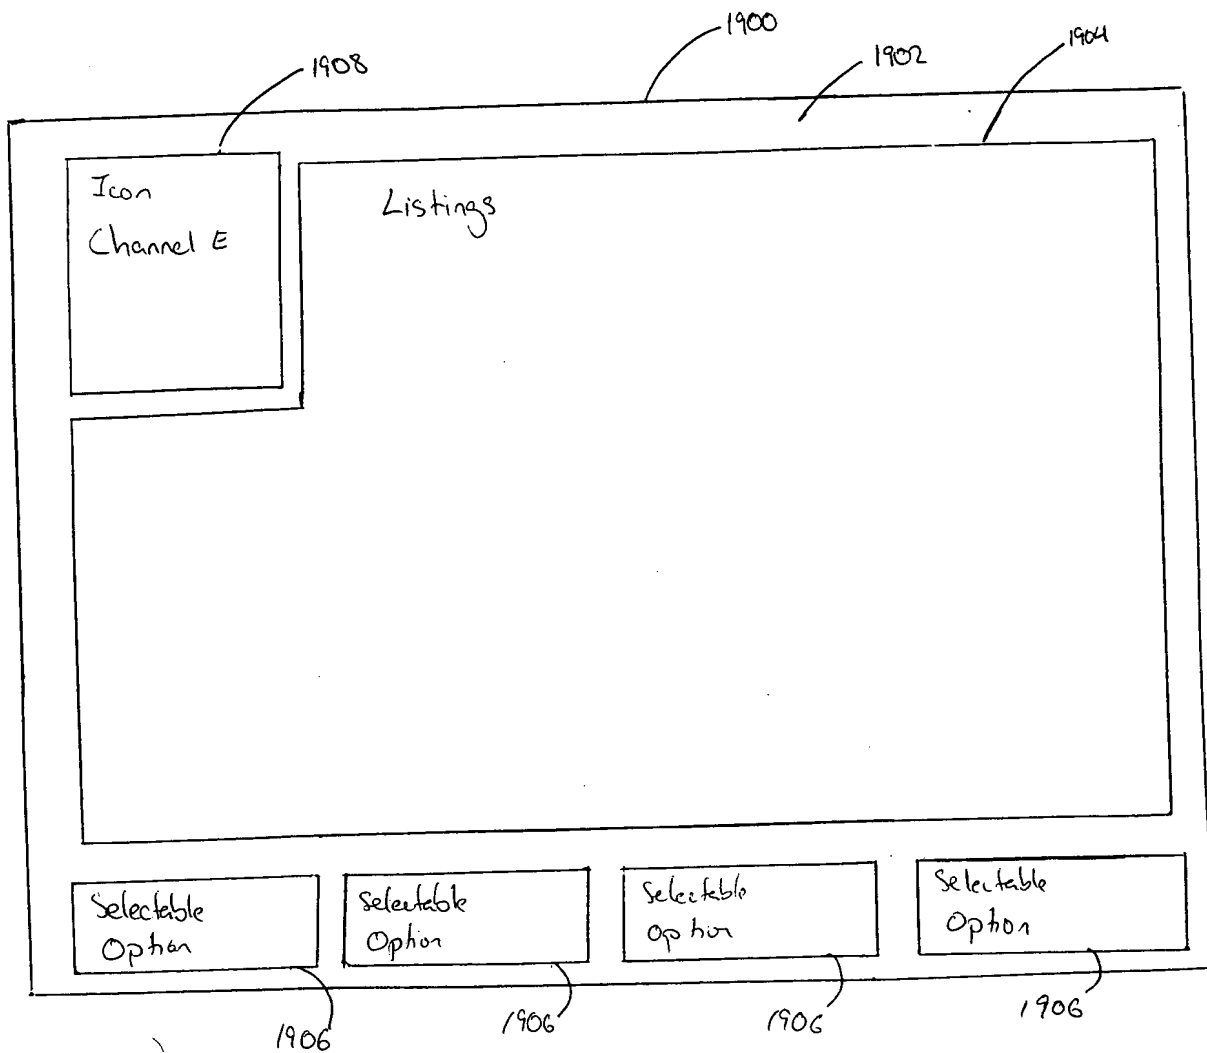 1900
1902
1904
1908
Icon
Channel E
Listings
Selectable
Option
Selectable
Option
Selectable
Option
Selectable
Option
1906
1906
1906
1906